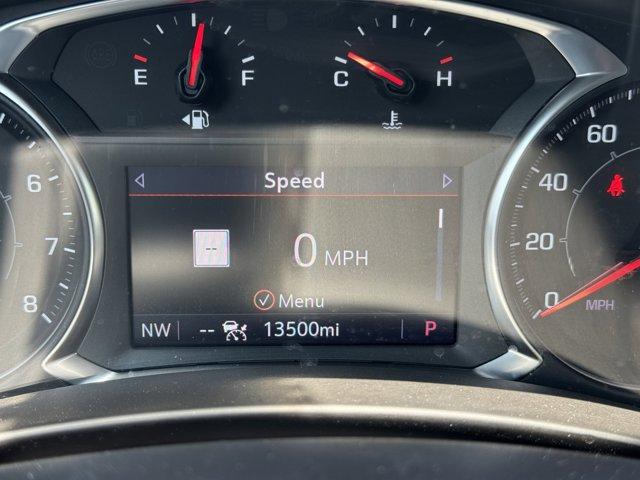 E F
C H
Speed
-- 0 MPH
Menu
NW -- 13500mi P
6
7
8
60
40
20
0
MPH